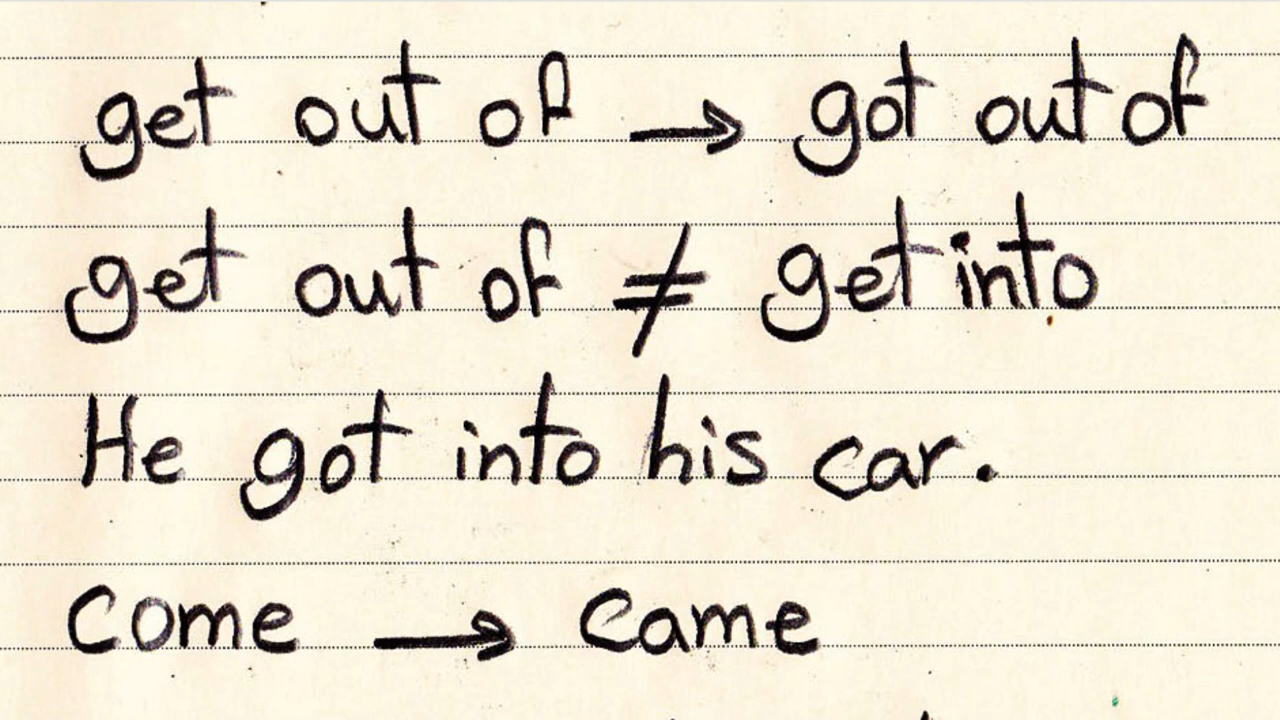 get out of → got out of
get out of ≠ get into
He got into his car.
Come → Came